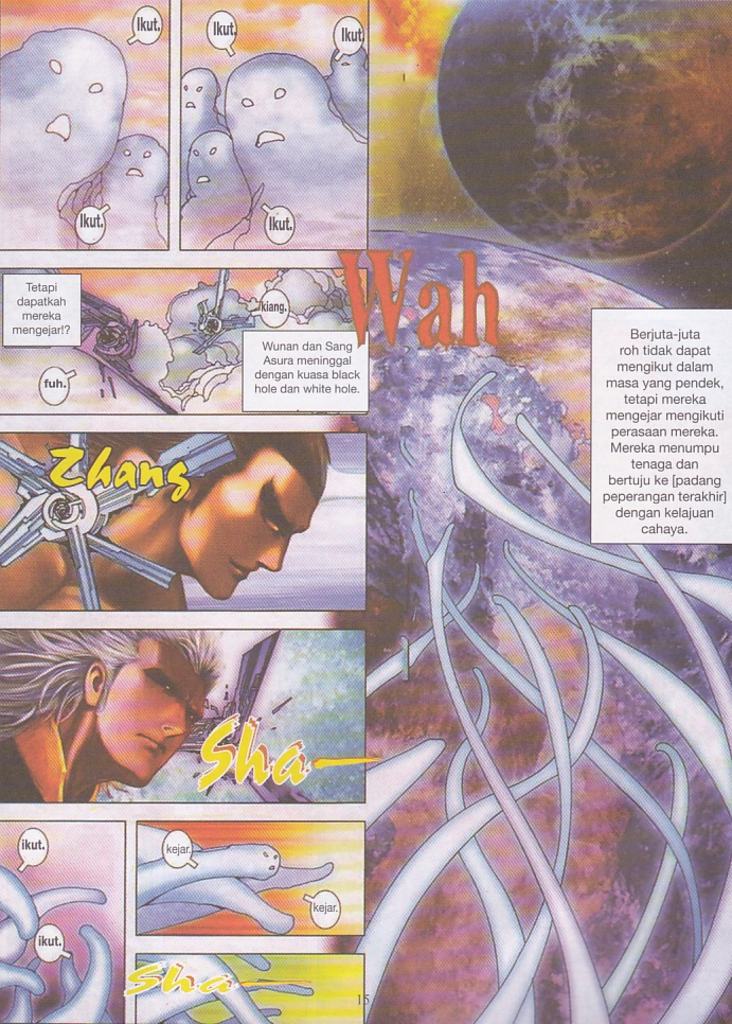 Ikut.
Ikut.
Ikut.
Ikut.
Ikut.
Tetapi
dapatkah
mereka
mengejar!?
kiang.
fuh.
Wunan dan Sang
Asura meninggal
dengan kuasa black
hole dan white hole.
Wah
Berjuta-juta
roh tidak dapat
mengikut dalam
masa yang pendek,
tetapi mereka
mengejar mengikuti
perasaan mereka.
Mereka menumpu
tenaga dan
bertuju ke [padang
peperangan terakhir]
dengan kelajuan
cahaya.
Zhang
Sha
ikut.
ikut.
kejar.
kejar.
Sha
15